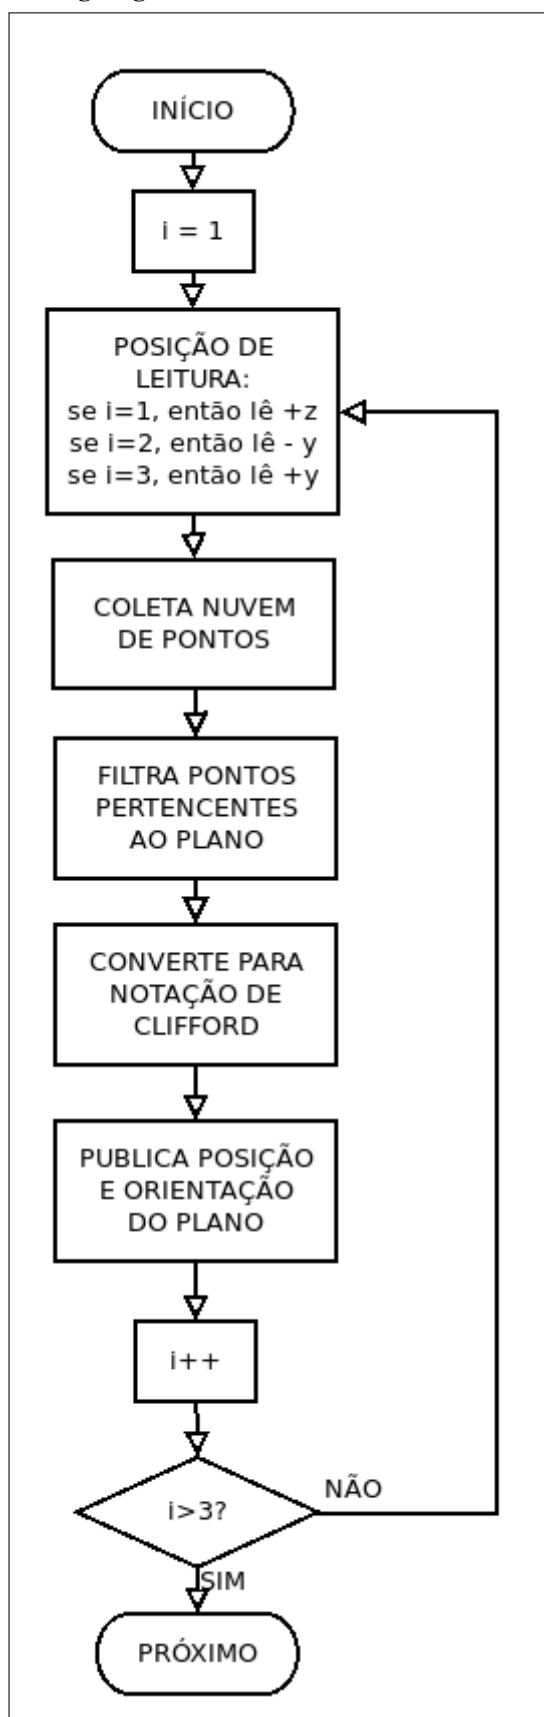 INÍCIO
i = 1
POSIÇÃO DE
LEITURA:
se i=1, então lê +z
se i=2, então lê - y
se i=3, então lê +y
COLETA NUVEM
DE PONTOS
FILTRA PONTOS
PERTENCENTES
AO PLANO
CONVERTE PARA
NOTAÇÃO DE
CLIFFORD
PUBLICA POSIÇÃO
E ORIENTAÇÃO
DO PLANO
i++
i>3?
NÃO
SIM
PRÓXIMO